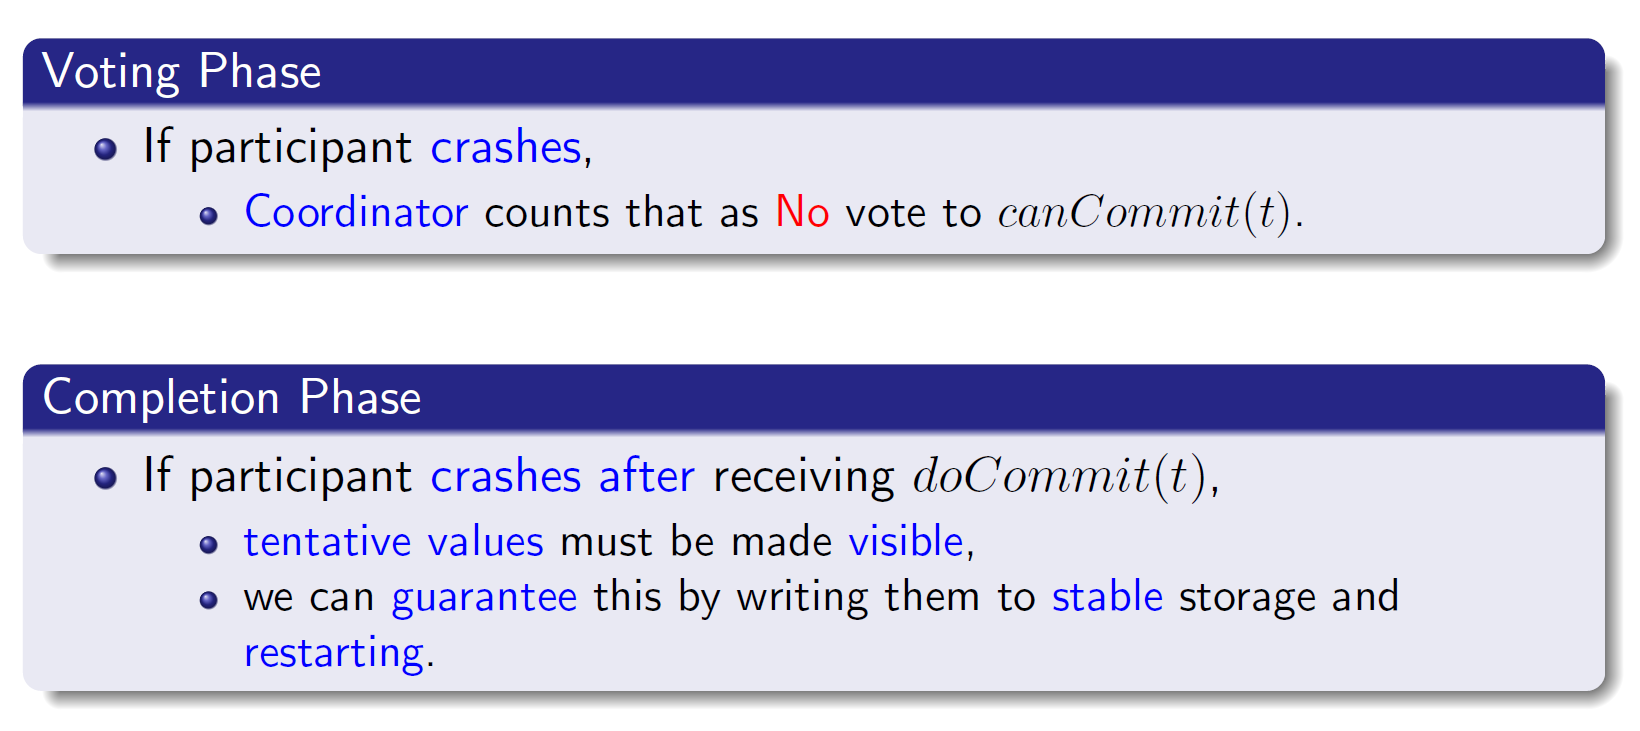 Voting Phase
If participant crashes,
Coordinator counts that as No vote to canCommit(t).
Completion Phase
If participant crashes after receiving doCommit(t),
tentative values must be made visible,
we can guarantee this by writing them to stable storage and
restarting.